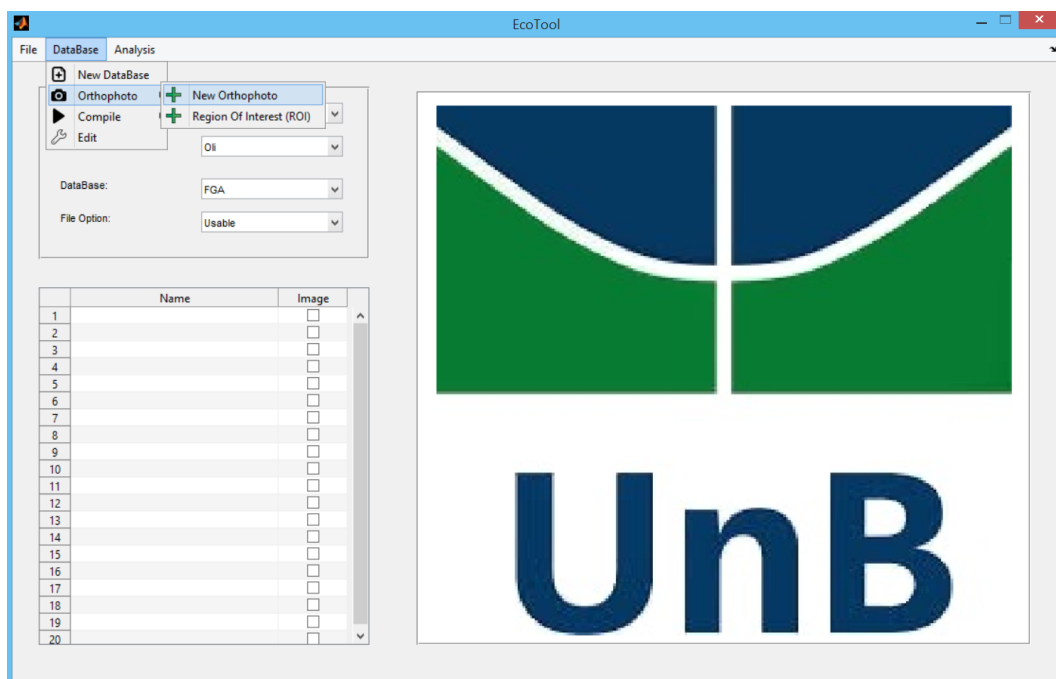 EcoTool
File DataBase Analysis
New DataBase
Orthophoto
New Orthophoto
Compile
Region Of Interest (ROI)
Edit
Oli
DataBase:
FGA
File Option:
Usable
Name Image
1
2
3
4
5
6
7
8
9
10
11
12
13
14
15
16
17
18
19
20
UnB